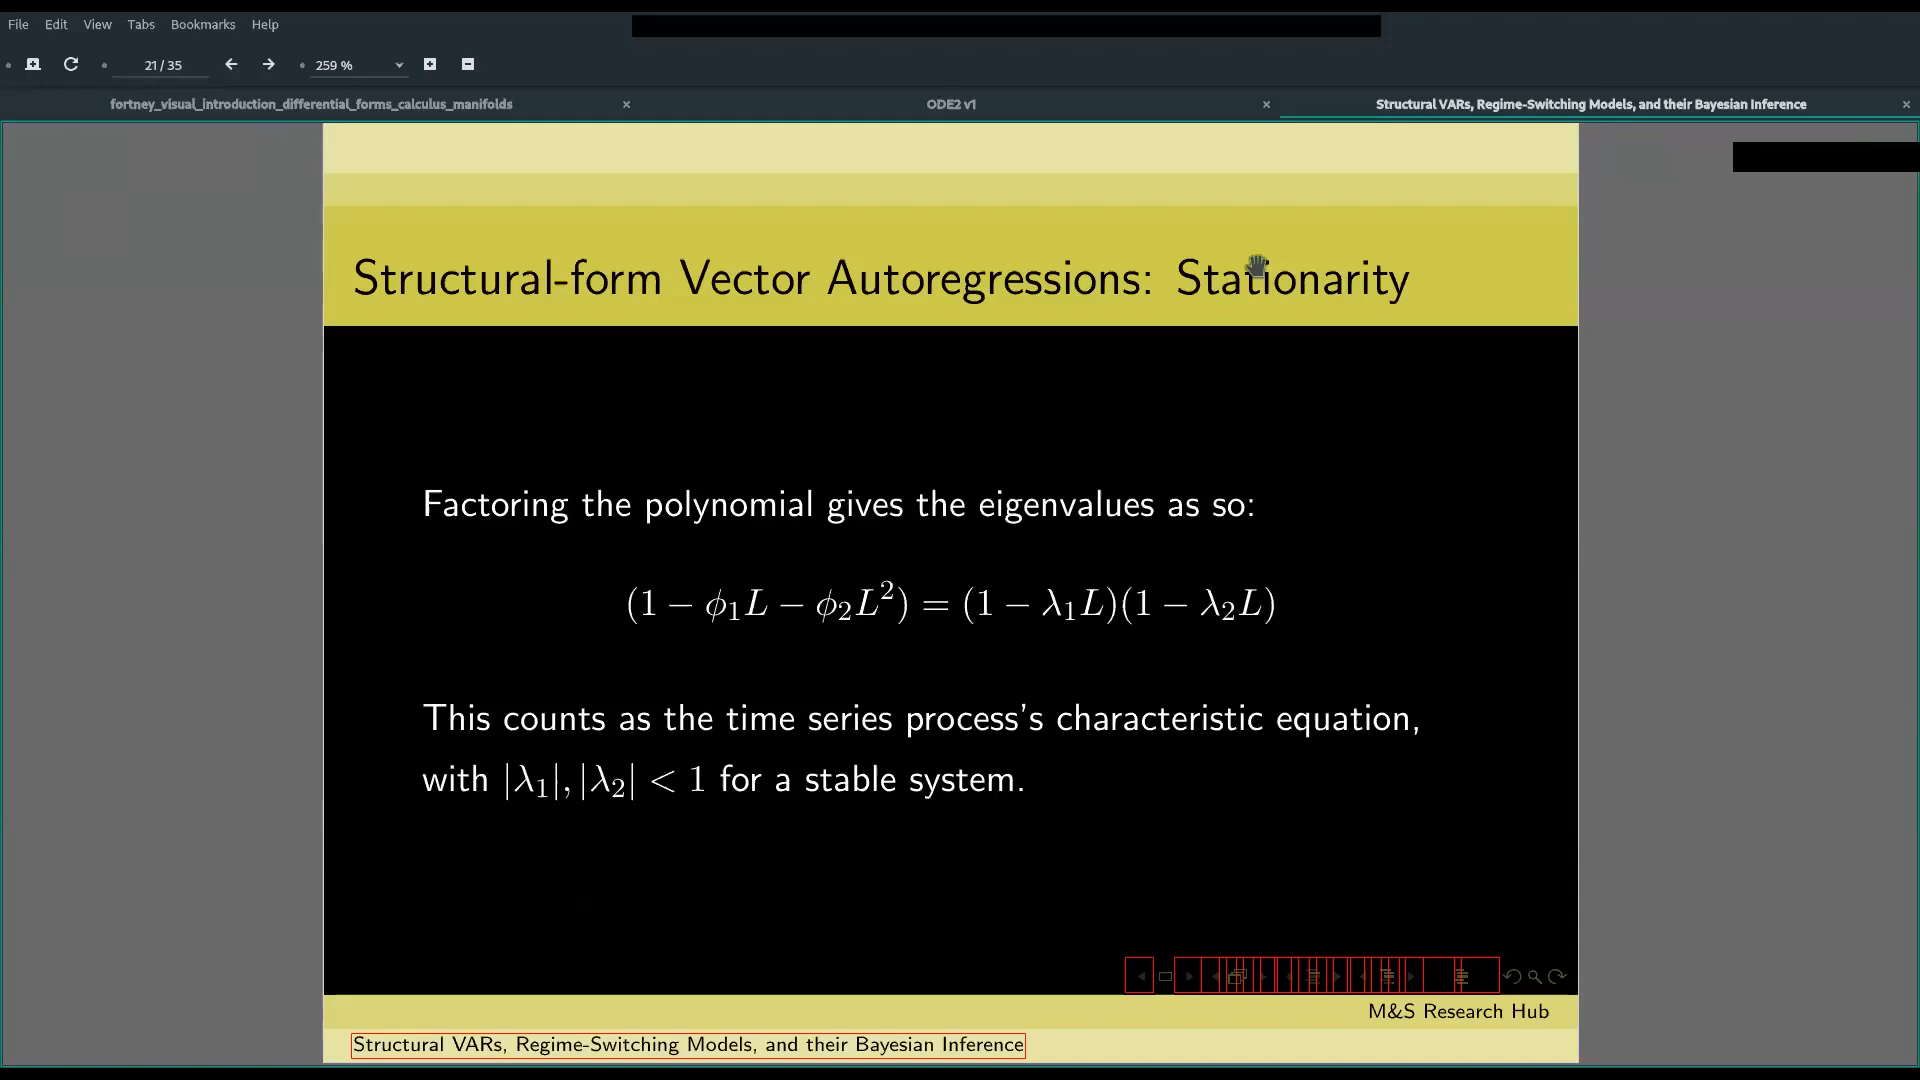 File Edit View Tabs Bookmarks Help
21 / 35 259 %
fortney_visual_introduction_differential_forms_calculus_manifolds ODE2 v1 Structural VARs, Regime-Switching Models, and their Bayesian Inference
Structural-form Vector Autoregressions: Stationarity
Factoring the polynomial gives the eigenvalues as so:
(1 − ϕ₁L − ϕ₂L²) = (1 − λ₁L)(1 − λ₂L)
This counts as the time series process's characteristic equation,
with |λ₁|, |λ₂| < 1 for a stable system.
M&S Research Hub
Structural VARs, Regime-Switching Models, and their Bayesian Inference